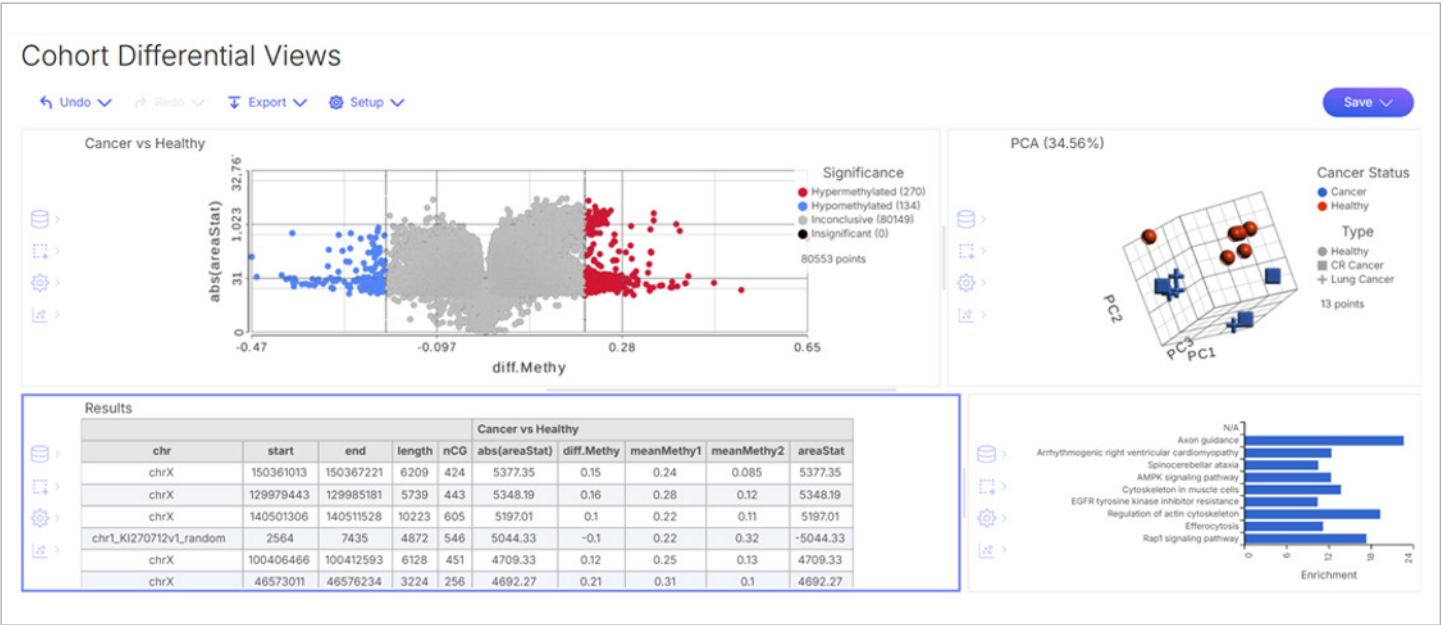 Cohort Differential Views
Undo Redo Export Setup Save
Cancer vs Healthy
abs(areaStat)
32,76
1,023
31
0
-0.47 -0.097 0.28 0.65
diff.Methy
Significance
Hypermethylated (270)
Hypomethylated (134)
Inconclusive (80149)
Insignificant (0)
80553 points
PCA (34.56%)
PC2
PC3
PC1
Cancer Status
Cancer
Healthy
Type
Healthy
CR Cancer
Lung Cancer
13 points
Results
Cancer vs Healthy
chr start end length nCG abs(areaStat) diff.Methy meanMethy1 meanMethy2 areaStat
chrX 150361013 150367221 6209 424 5377.35 0.15 0.24 0.085 5377.35
chrX 129979443 129985181 5739 443 5348.19 0.16 0.28 0.12 5348.19
chrX 140501306 140511528 10223 605 5197.01 0.1 0.22 0.11 5197.01
chr1_KI270712v1_random 2564 7435 4872 546 5044.33 -0.1 0.22 0.32 -5044.33
chrX 100406466 100412593 6128 451 4709.33 0.12 0.25 0.13 4709.33
chrX 46573011 46576234 3224 256 4692.27 0.21 0.31 0.1 4692.27
N/A
Axon guidance
Arrhythmogenic right ventricular cardiomyopathy
Spinocerebellar ataxia
AMPK signaling pathway
Cytoskeleton in muscle cells
EGFR tyrosine kinase inhibitor resistance
Regulation of actin cytoskeleton
Efferocytosis
Rap1 signaling pathway
0 6 12 18 24
Enrichment